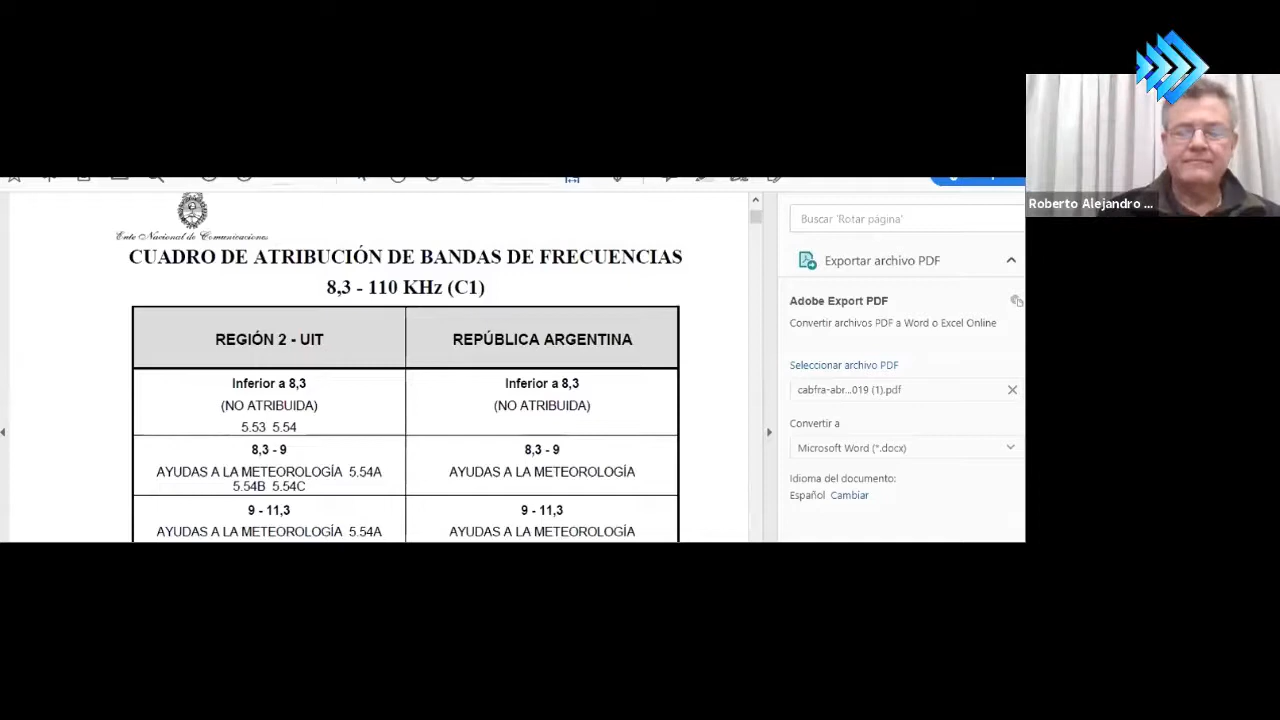 Ente Nacional de Comunicaciones
CUADRO DE ATRIBUCIÓN DE BANDAS DE FRECUENCIAS
8,3 - 110 KHz (C1)
REGIÓN 2 - UIT
REPÚBLICA ARGENTINA
Inferior a 8,3
(NO ATRIBUIDA)
5.53 5.54
Inferior a 8,3
(NO ATRIBUIDA)
8,3 - 9
AYUDAS A LA METEOROLOGÍA 5.54A
5.54B 5.54C
8,3 - 9
AYUDAS A LA METEOROLOGÍA
9 - 11,3
AYUDAS A LA METEOROLOGÍA 5.54A
9 - 11,3
AYUDAS A LA METEOROLOGÍA
Buscar 'Rotar página'
Exportar archivo PDF
Adobe Export PDF
Convertir archivos PDF a Word o Excel Online
Seleccionar archivo PDF
cabfra-abr...019 (1).pdf
Convertir a
Microsoft Word (*.docx)
Idioma del documento:
Español Cambiar
Roberto Alejandro ...